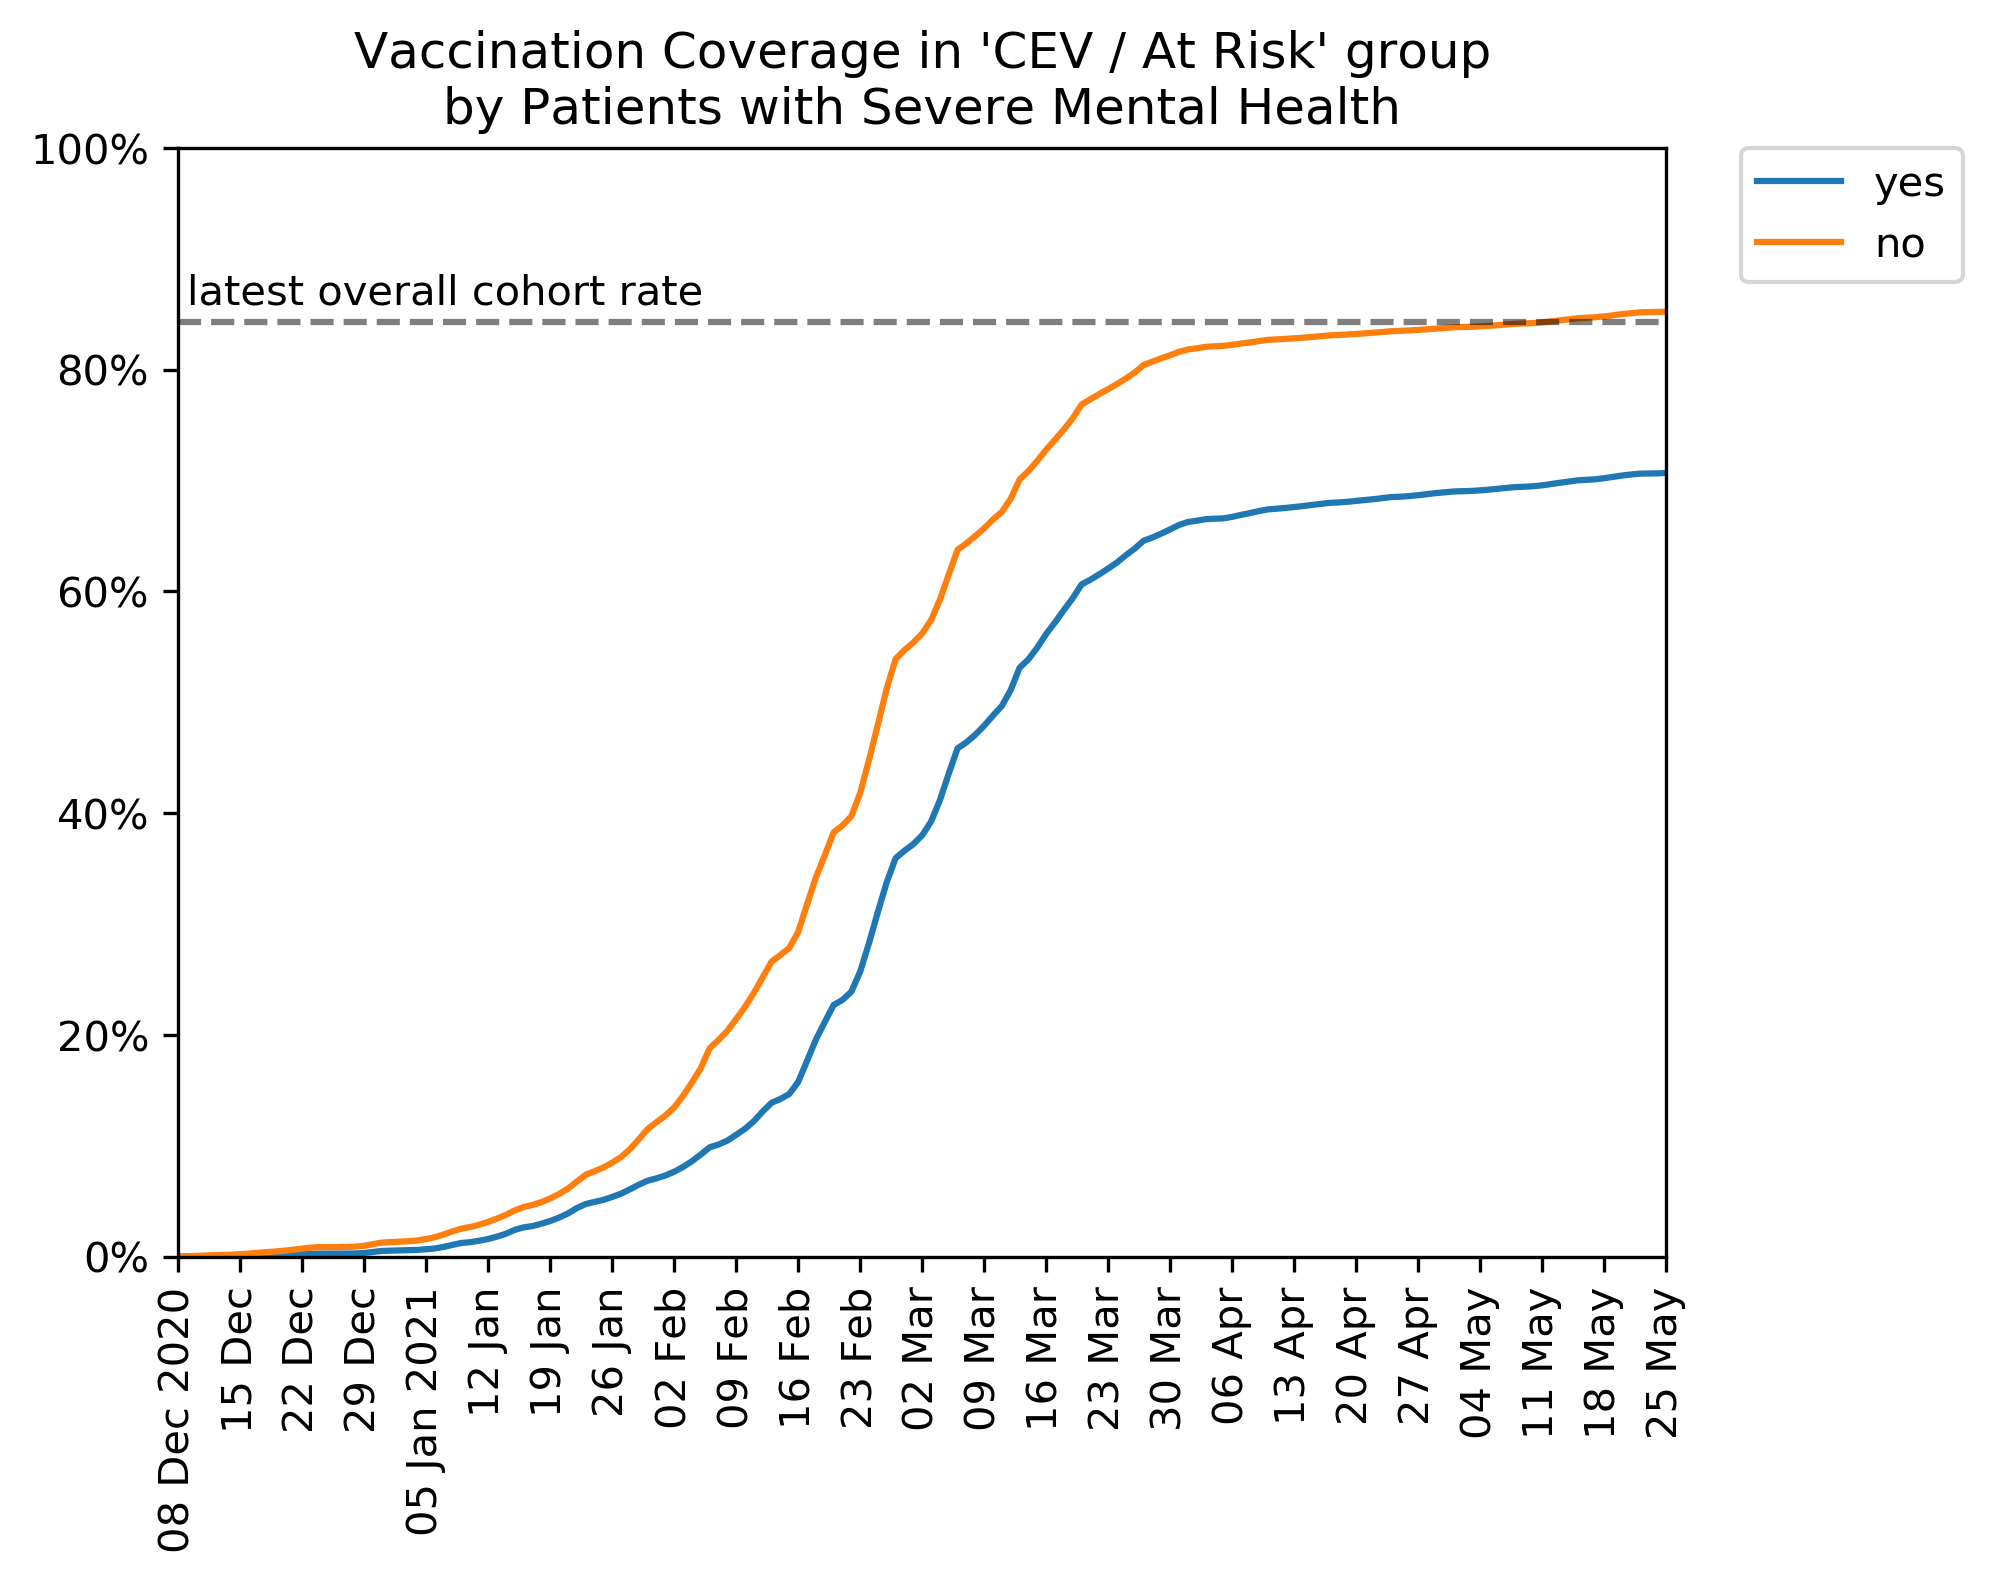 Vaccination Coverage in 'CEV / At Risk' group
by Patients with Severe Mental Health
100%
80%
60%
40%
20%
0%
latest overall cohort rate
yes
no
08 Dec 2020
15 Dec
22 Dec
29 Dec
05 Jan 2021
12 Jan
19 Jan
26 Jan
02 Feb
09 Feb
16 Feb
23 Feb
02 Mar
09 Mar
16 Mar
23 Mar
30 Mar
06 Apr
13 Apr
20 Apr
27 Apr
04 May
11 May
18 May
25 May